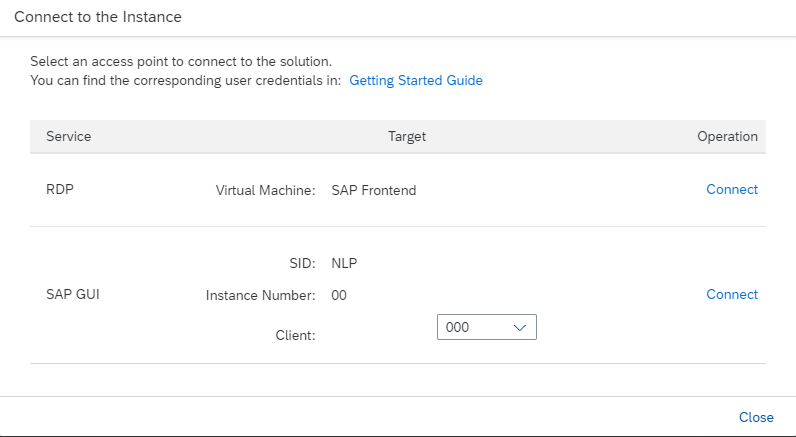 Connect to the Instance
Select an access point to connect to the solution.
You can find the corresponding user credentials in: Getting Started Guide
Service Target Operation
RDP Virtual Machine: SAP Frontend Connect
SID: NLP
SAP GUI Instance Number: 00 Connect
Client: 000
Close